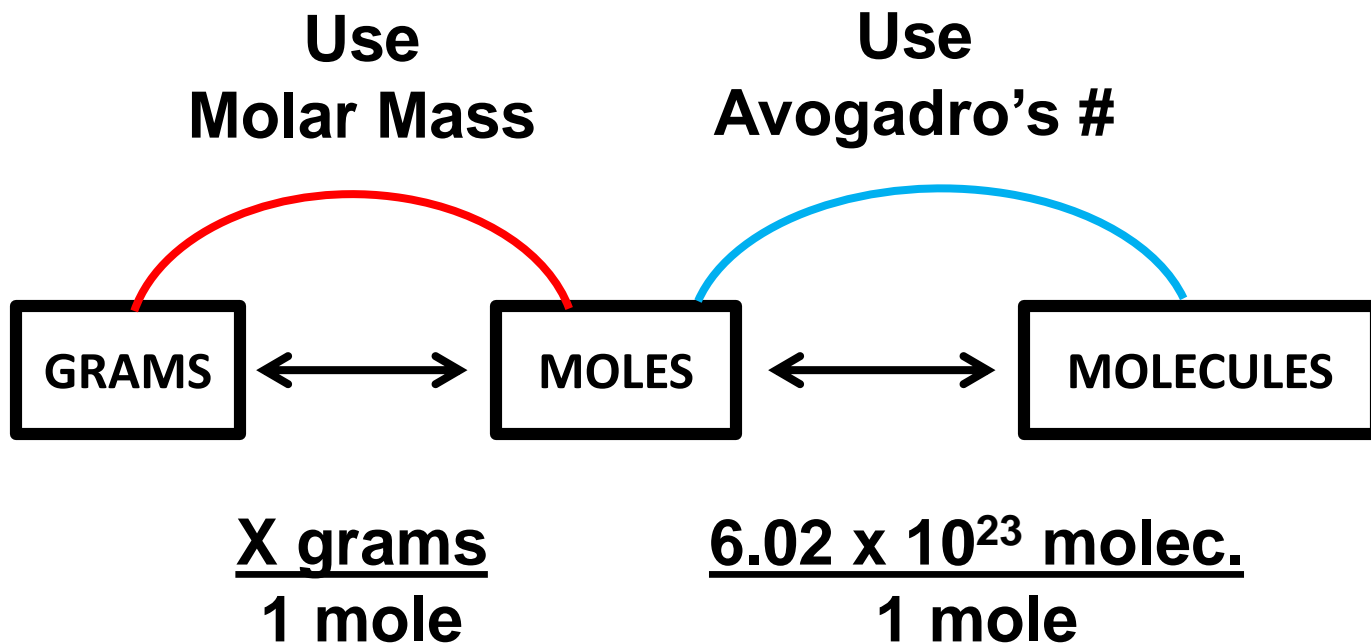 Use
Molar Mass
Use
Avogadro’s #
GRAMS
MOLES
MOLECULES
X grams
1 mole
6.02 x 10²³ molec.
1 mole